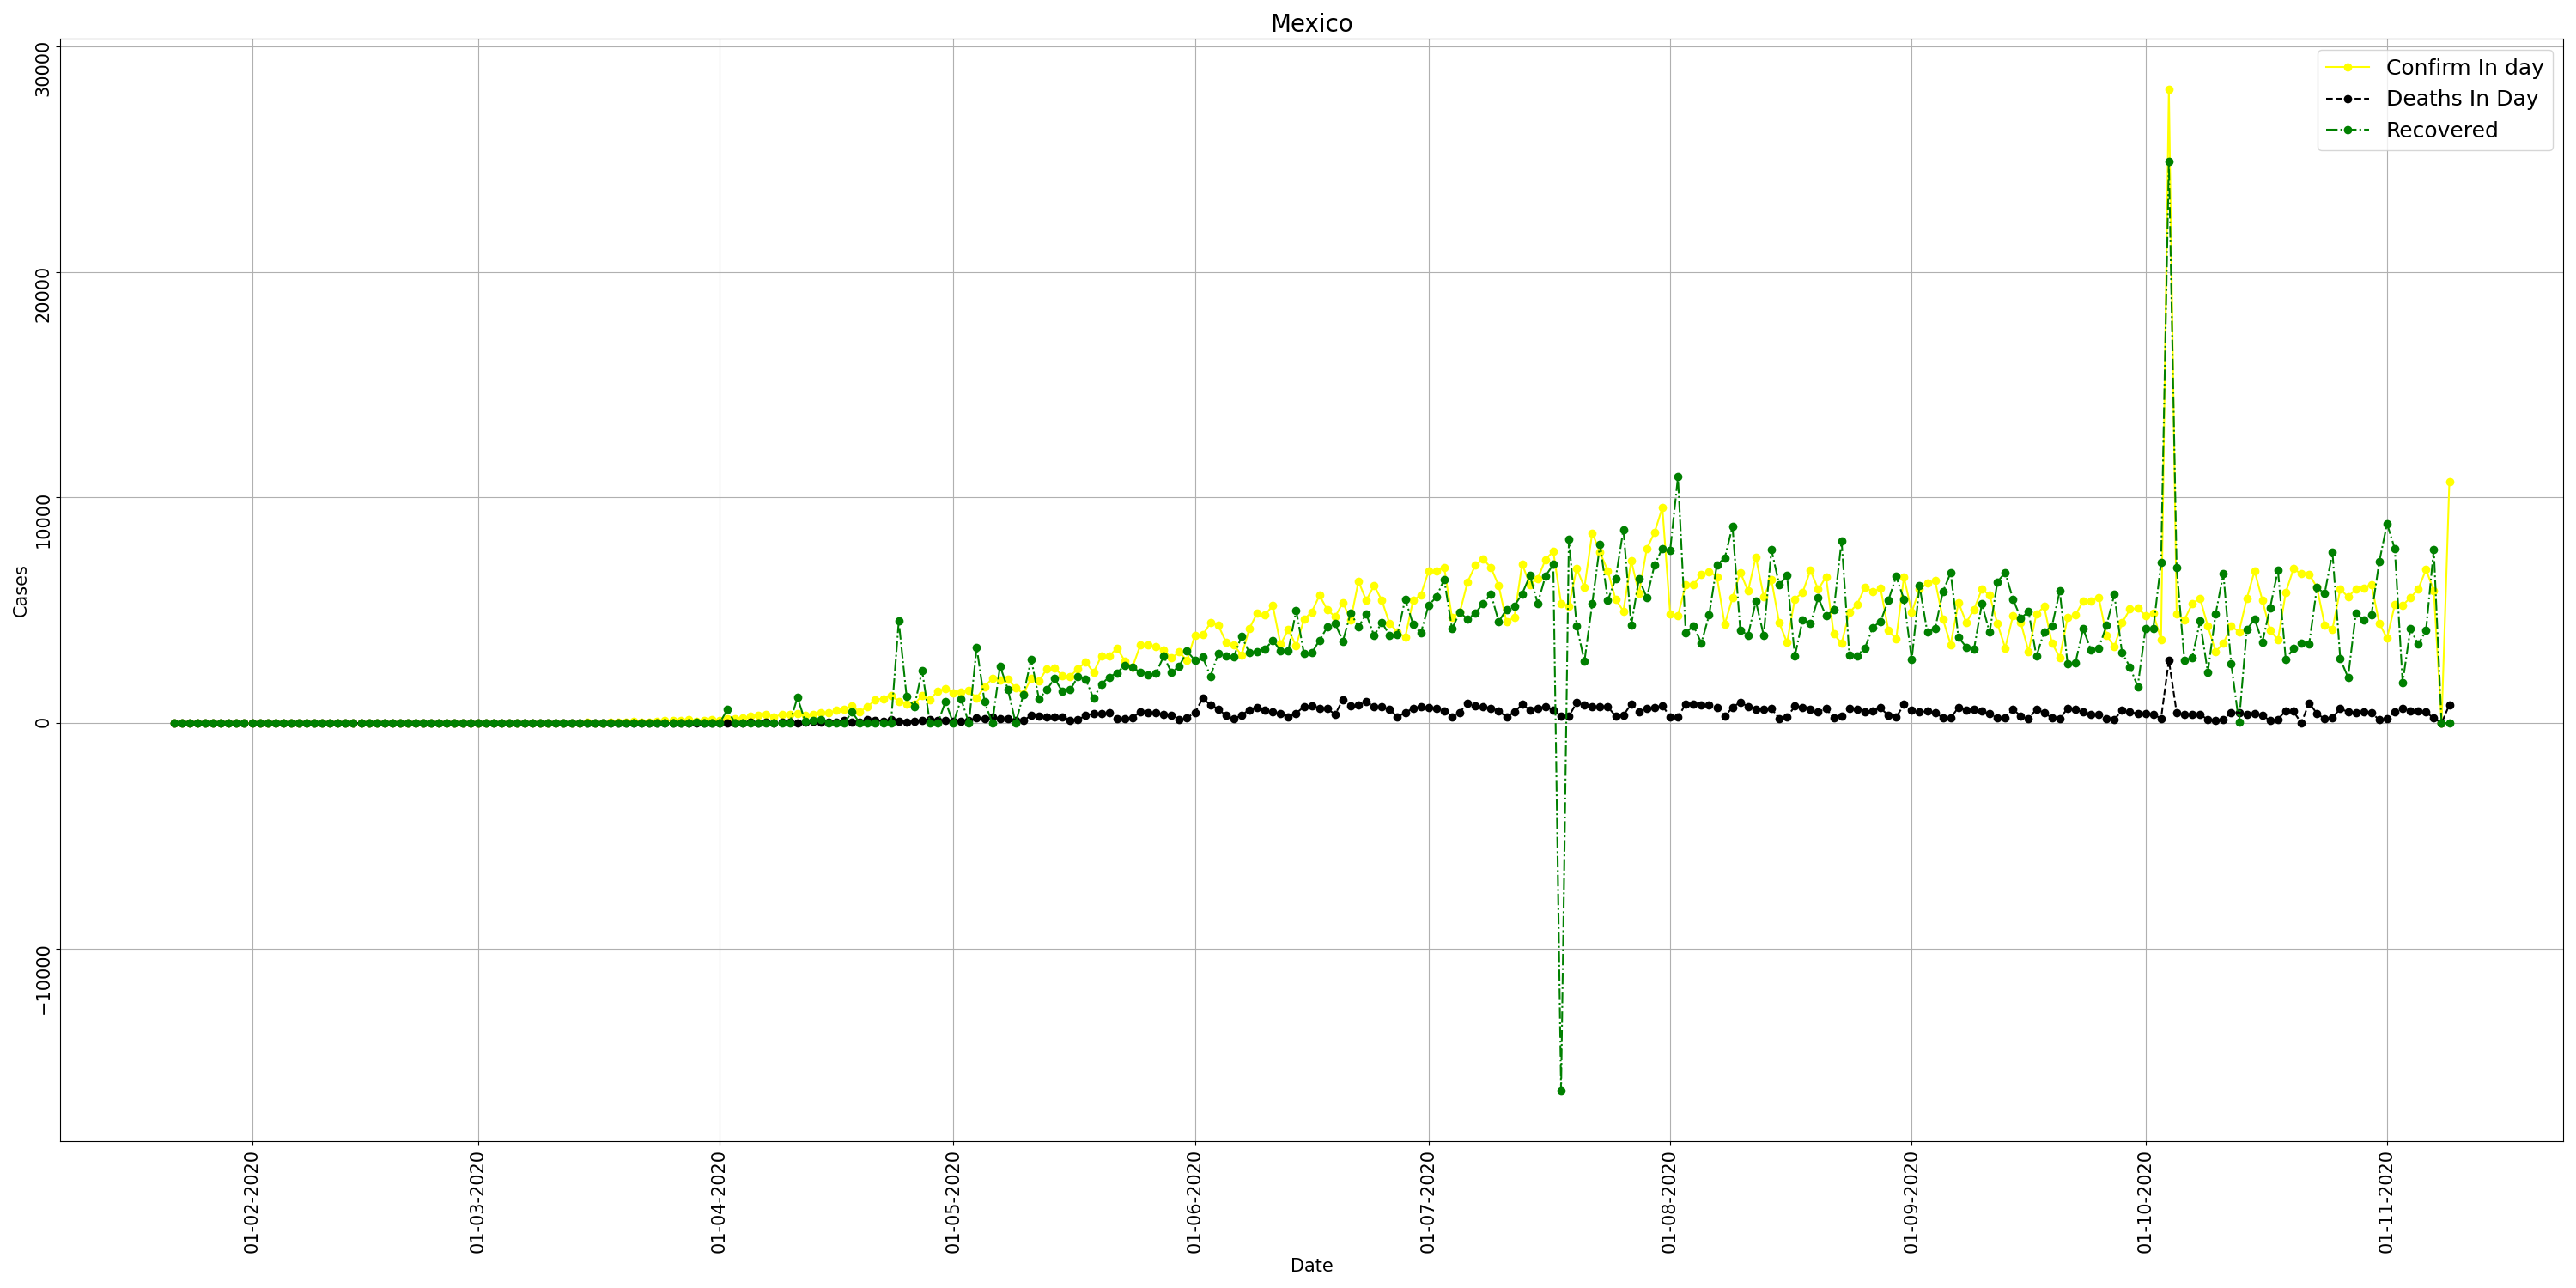 Mexico
Confirm In day
Deaths In Day
Recovered
Cases
30000
20000
10000
0
−10000
01-02-2020
01-03-2020
01-04-2020
01-05-2020
01-06-2020
01-07-2020
01-08-2020
01-09-2020
01-10-2020
01-11-2020
Date